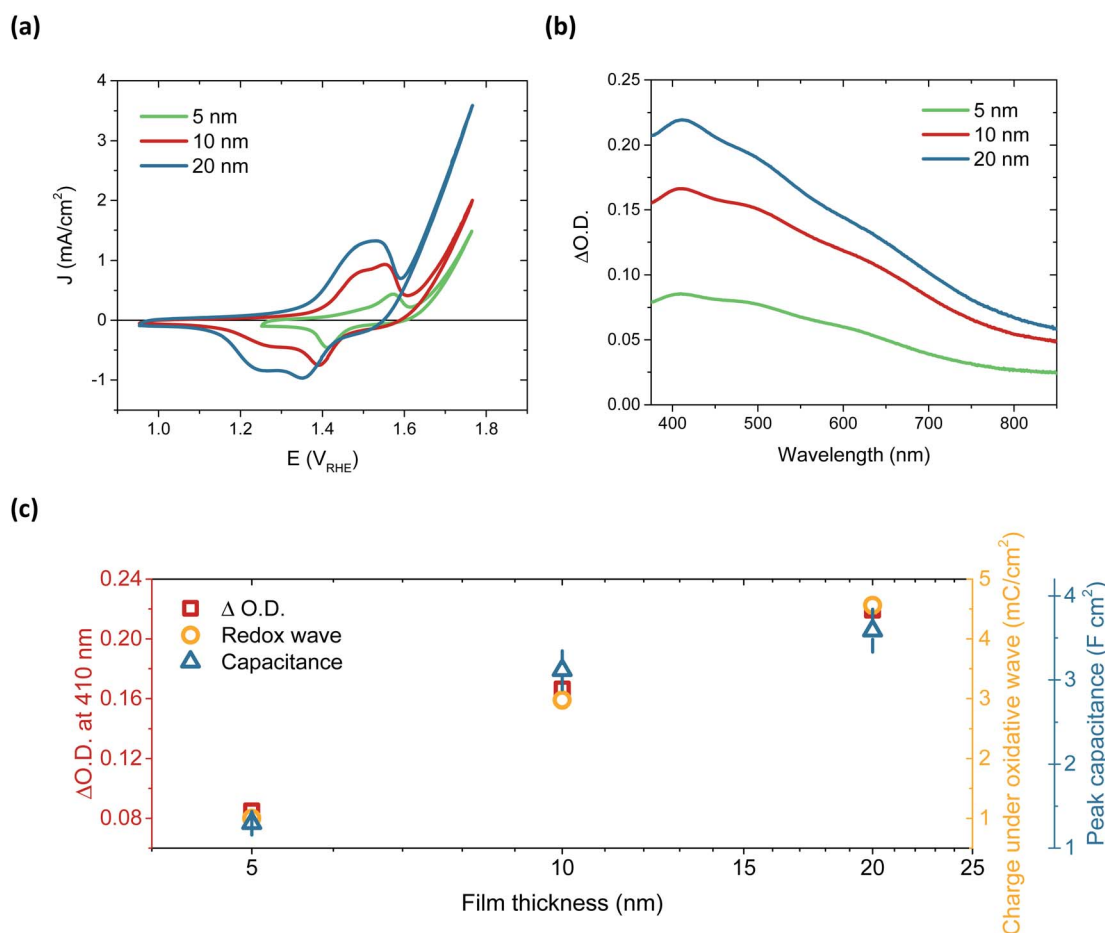 (a)
(b)
4
3
2
1
0
-1
J (mA/cm²)
5 nm
10 nm
20 nm
1.0
1.2
1.4
1.6
1.8
E (V_RHE)
0.25
0.20
0.15
0.10
0.05
0.00
ΔO.D.
5 nm
10 nm
20 nm
400
500
600
700
800
Wavelength (nm)
(c)
0.24
0.20
0.16
0.12
0.08
ΔO.D. at 410 nm
Δ O.D.
Redox wave
Capacitance
5
10
15
20
25
Film thickness (nm)
5
4
3
2
1
Charge under oxidative wave (mC/cm²)
4
3
2
1
Peak capacitance (F cm²)